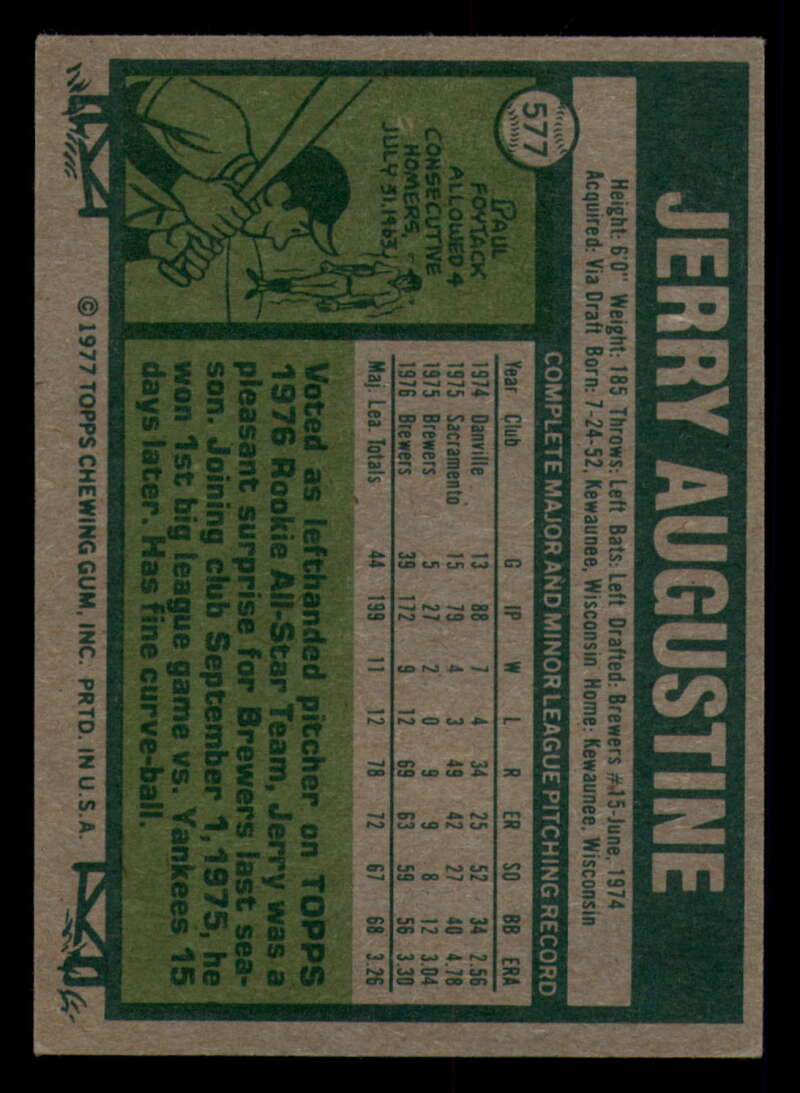 577
JERRY AUGUSTINE
Height: 6'0" Weight: 185 Throws: Left Bats: Left Drafted: Brewers #15-June, 1974
Acquired: Via Draft Born: 7-24-52, Kewaunee, Wisconsin Home: Kewaunee, Wisconsin
COMPLETE MAJOR AND MINOR LEAGUE PITCHING RECORD
Year Club G IP W L R ER SO BB ERA
1974 Danville 13 88 7 4 34 25 52 34 2.56
1975 Sacramento 15 79 4 3 49 42 27 40 4.78
1975 Brewers 5 27 2 0 9 9 8 12 3.04
1976 Brewers 39 172 9 12 69 63 59 56 3.30
Maj. Lea. Totals 44 199 11 12 78 72 67 68 3.26
PAUL
FOYTACK
ALLOWED 4
CONSECUTIVE
HOMERS,
JULY 31, 1963
Voted as lefthanded pitcher on TOPPS
1976 Rookie All-Star Team, Jerry was a
pleasant surprise for Brewers last sea-
son. Joining club September 1, 1975, he
won 1st big league game vs. Yankees 15
days later. Has fine curve-ball.
© 1977 TOPPS CHEWING GUM, INC. PRTD. IN U.S.A.